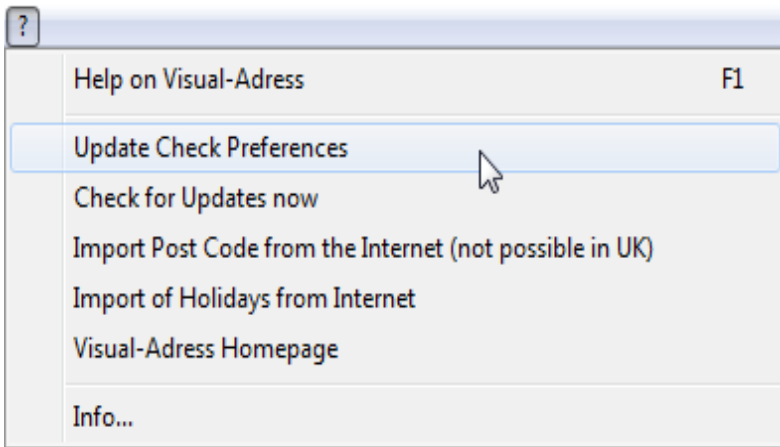 ?
Help on Visual-Adress F1
Update Check Preferences
Check for Updates now
Import Post Code from the Internet (not possible in UK)
Import of Holidays from Internet
Visual-Adress Homepage
Info...